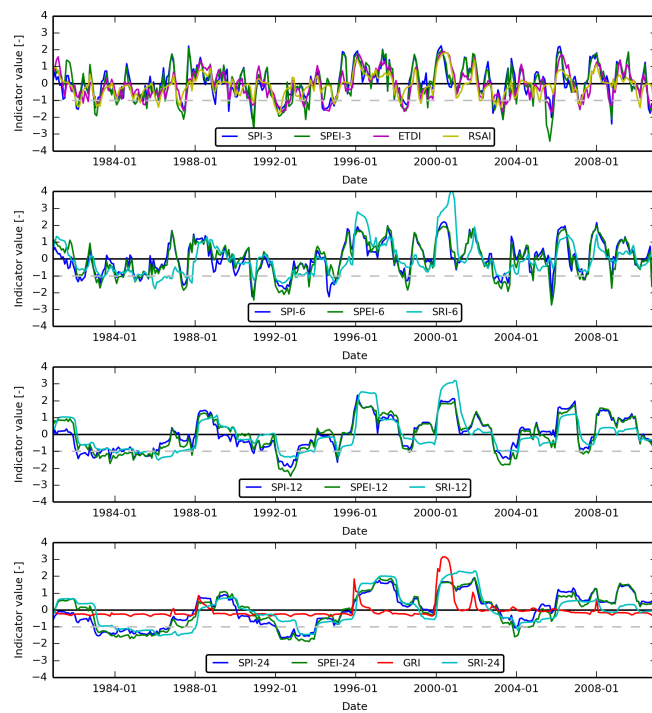 4
3
2
1
0
−1
−2
−3
−4
Indicator value [-]
SPI-3 SPEI-3 ETDI RSAI
1984-01 1988-01 1992-01 1996-01 2000-01 2004-01 2008-01
Date
4
3
2
1
0
−1
−2
−3
−4
Indicator value [-]
SPI-6 SPEI-6 SRI-6
1984-01 1988-01 1992-01 1996-01 2000-01 2004-01 2008-01
Date
4
3
2
1
0
−1
−2
−3
−4
Indicator value [-]
SPI-12 SPEI-12 SRI-12
1984-01 1988-01 1992-01 1996-01 2000-01 2004-01 2008-01
Date
4
3
2
1
0
−1
−2
−3
−4
Indicator value [-]
SPI-24 SPEI-24 GRI SRI-24
1984-01 1988-01 1992-01 1996-01 2000-01 2004-01 2008-01
Date